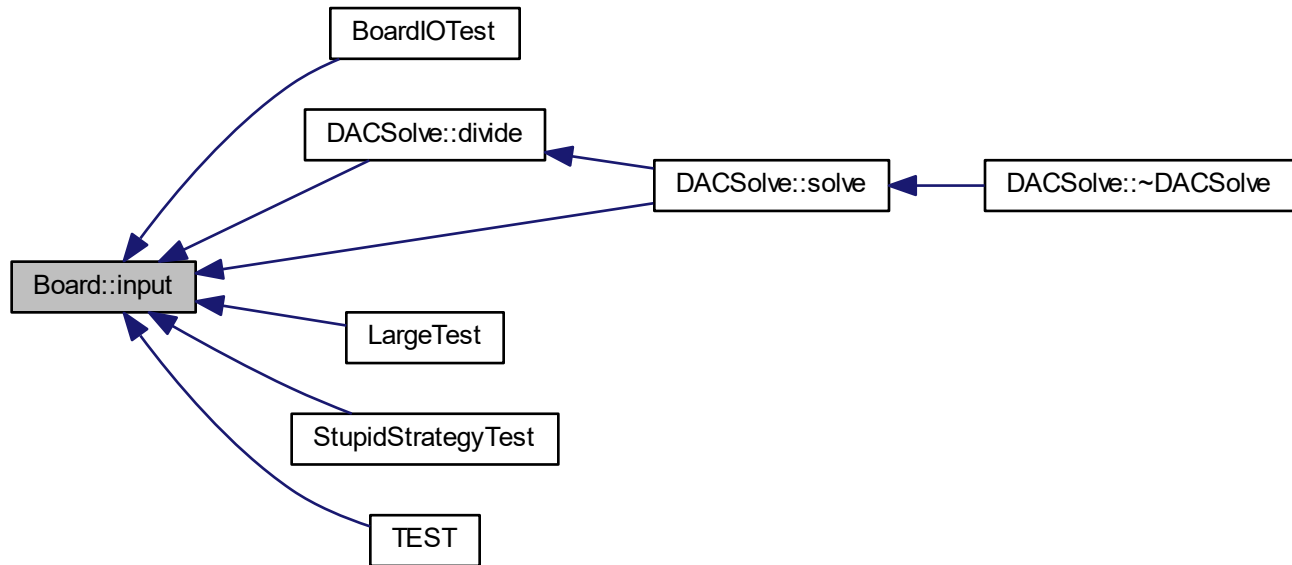 BoardIOTest
DACSolve::divide
DACSolve::solve
DACSolve::~DACSolve
Board::input
LargeTest
StupidStrategyTest
TEST